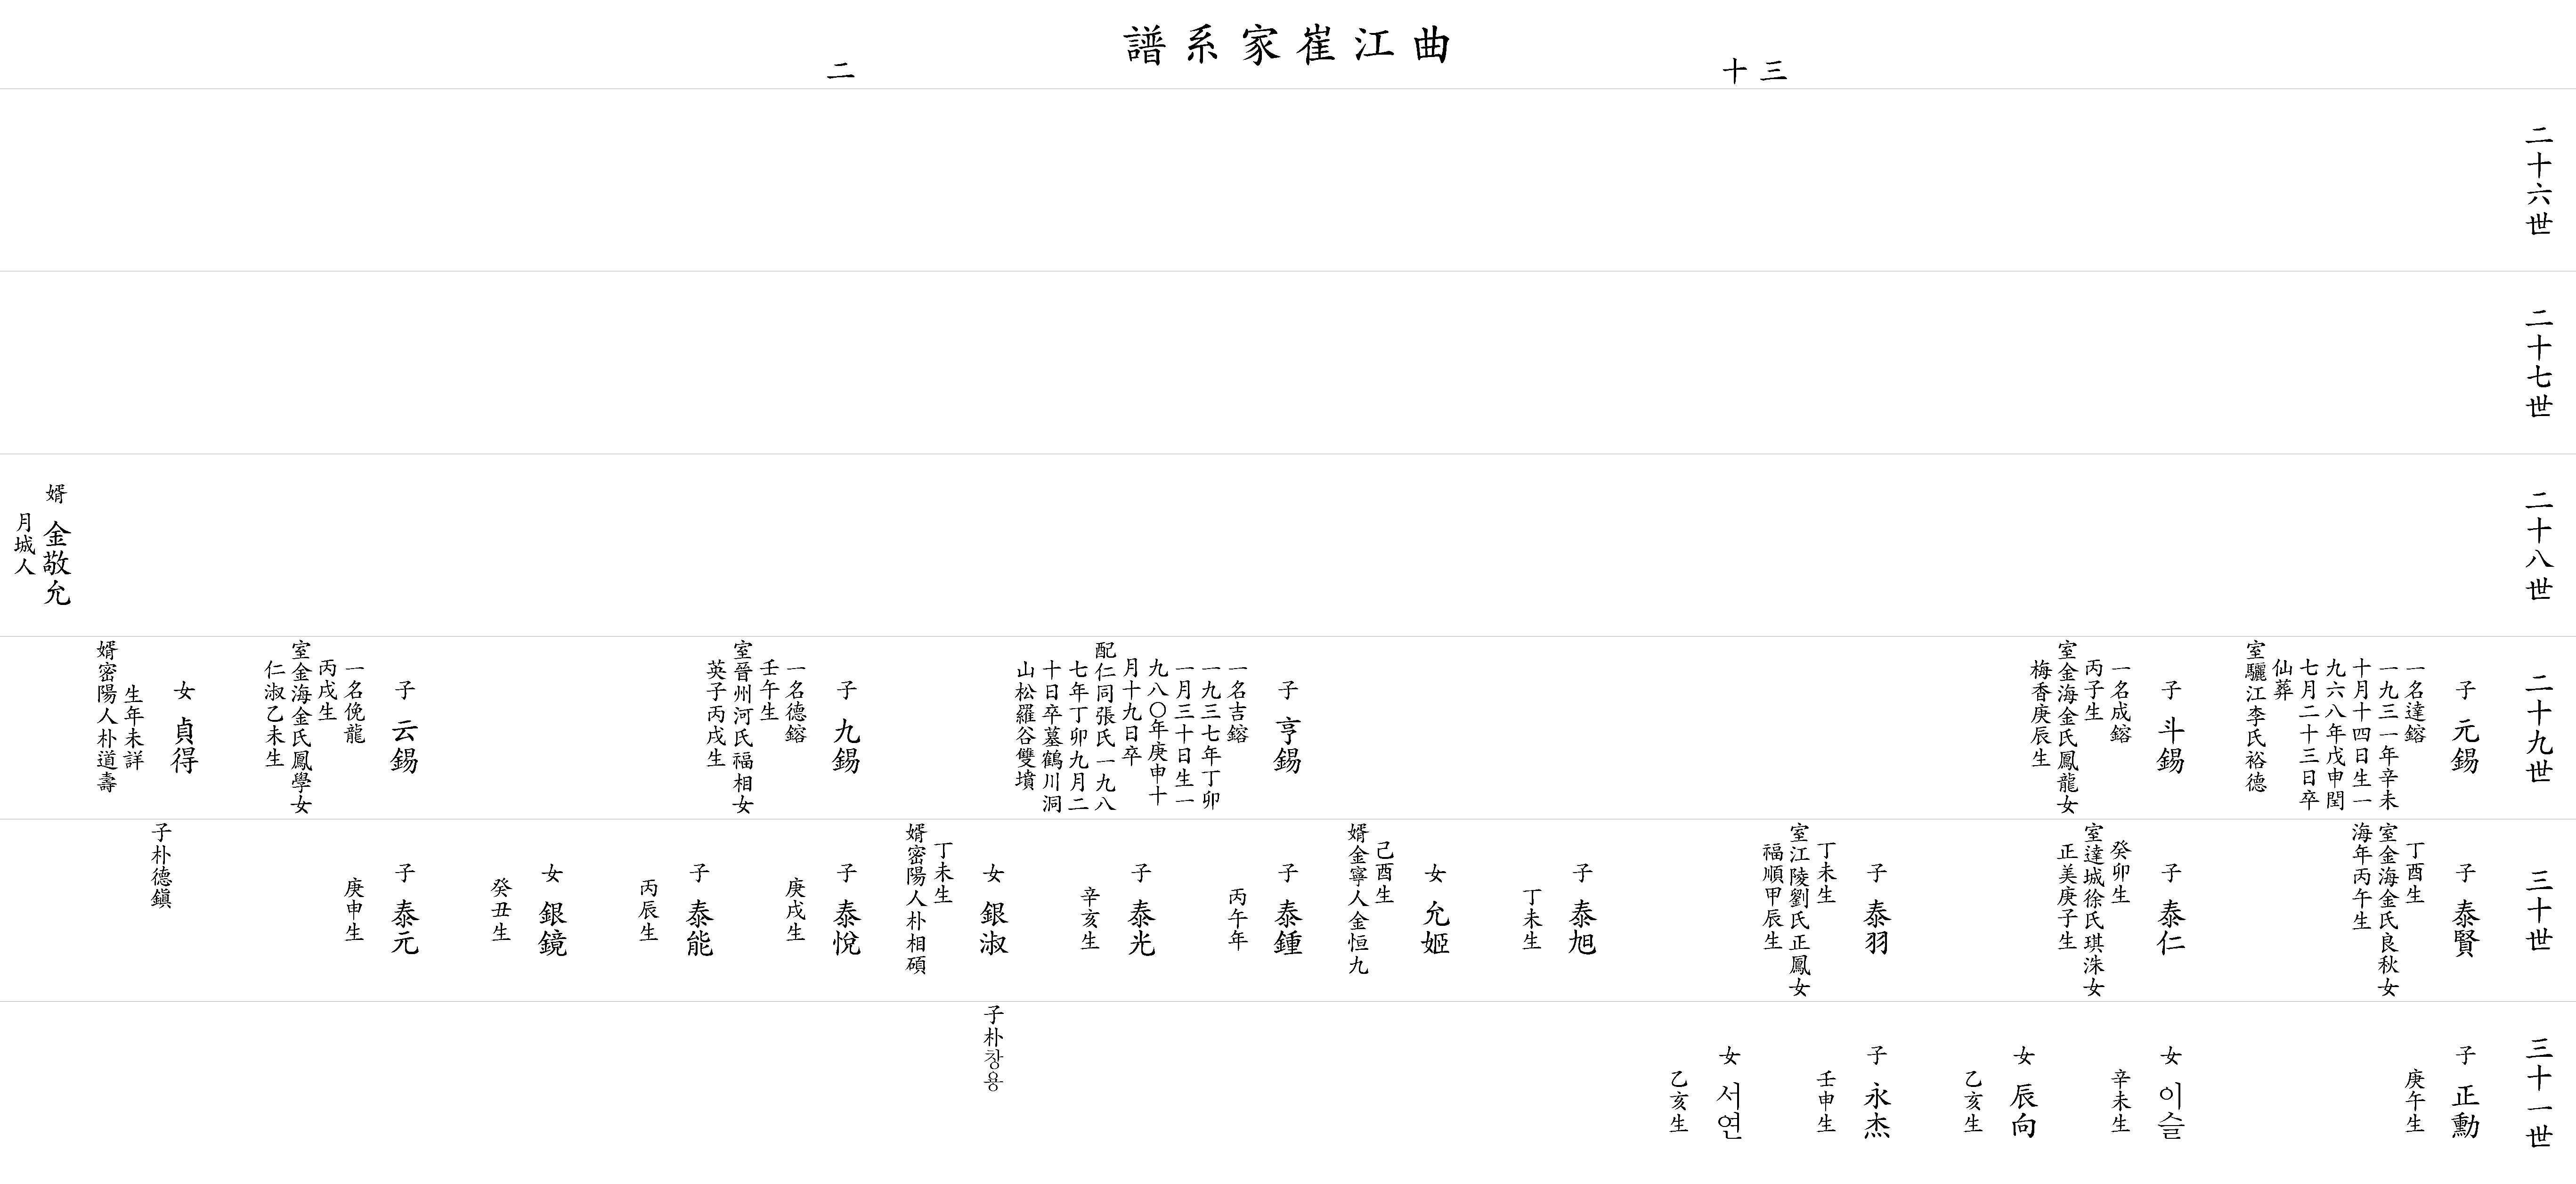 曲江崔家系譜
三十
二
二十六世
二十七世
二十八世
婿 金敬允
月城人
二十九世
子 元錫
一名達鎔
一九三一年辛未
十月十四日生一
九六八年戊申閏
七月二十三日卒
仙葬
室驪江李氏裕德
子 斗錫
一名成鎔
丙子生
室金海金氏鳳龍女
梅香庚辰生
子 亨錫
一名吉鎔
一九三七年丁卯
一月三十日生一
九八〇年庚申十
月十九日卒
配仁同張氏一九八
七年丁卯九月二
十日卒墓鶴川洞
山松羅谷雙墳
子 九錫
一名德鎔
壬午生
室晉州河氏福相女
英子丙戌生
子 云錫
一名俛龍
丙戌生
室金海金氏鳳學女
仁淑乙未生
女 貞得
生年未詳
婿密陽人朴道壽
三十世
子 泰賢
丁酉生
室金海金氏良秋女
海年丙午生
子 泰仁
癸卯生
室達城徐氏琪洙女
正美庚子生
子 泰羽
丁未生
室江陵劉氏正鳳女
福順甲辰生
子 泰旭
丁未生
女 允姬
己酉生
婿金寧人金恒九
子 泰鍾
丙午年
子 泰光
辛亥生
女 銀淑
丁未生
婿密陽人朴相碩
子 泰悅
庚戌生
子 泰能
丙辰生
女 銀鏡
癸丑生
子 泰元
庚申生
子朴德鎭
三十一世
子 正勳
庚午生
女 이슬
辛未生
女 辰向
乙亥生
子 永杰
壬申生
女 서연
乙亥生
子朴창용